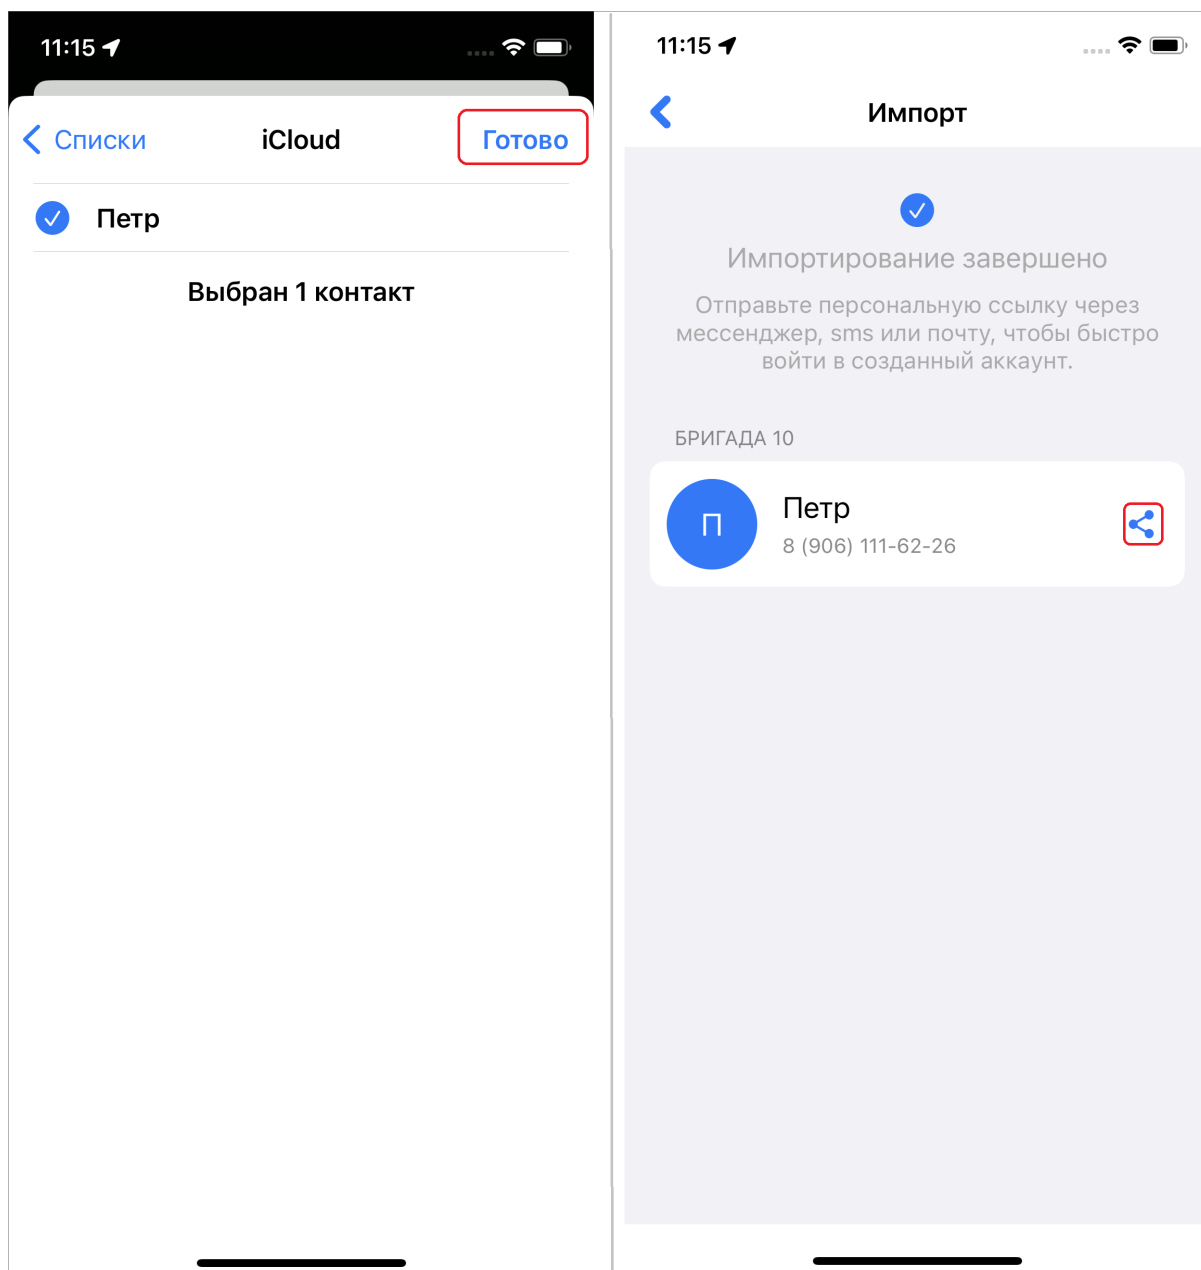 11:15
Списки
iCloud
Готово
Петр
Выбран 1 контакт
11:15
Импорт
Импортирование завершено
Отправьте персональную ссылку через
мессенджер, sms или почту, чтобы быстро
войти в созданный аккаунт.
БРИГАДА 10
П
Петр
8 (906) 111-62-26